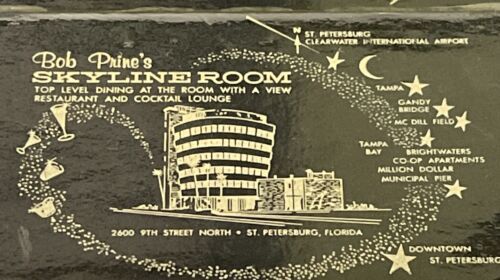 Bob Prine's
SKYLINE ROOM
TOP LEVEL DINING AT THE ROOM WITH A VIEW
RESTAURANT AND COCKTAIL LOUNGE
N
ST. PETERSBURG
CLEARWATER INTERNATIONAL AIRPORT
TAMPA
GANDY
BRIDGE
MC DILL FIELD
TAMPA
BAY
BRIGHTWATERS
CO-OP APARTMENTS
MILLION DOLLAR
MUNICIPAL PIER
DOWNTOWN
ST. PETERSBURG
2600 9TH STREET NORTH • ST. PETERSBURG, FLORIDA